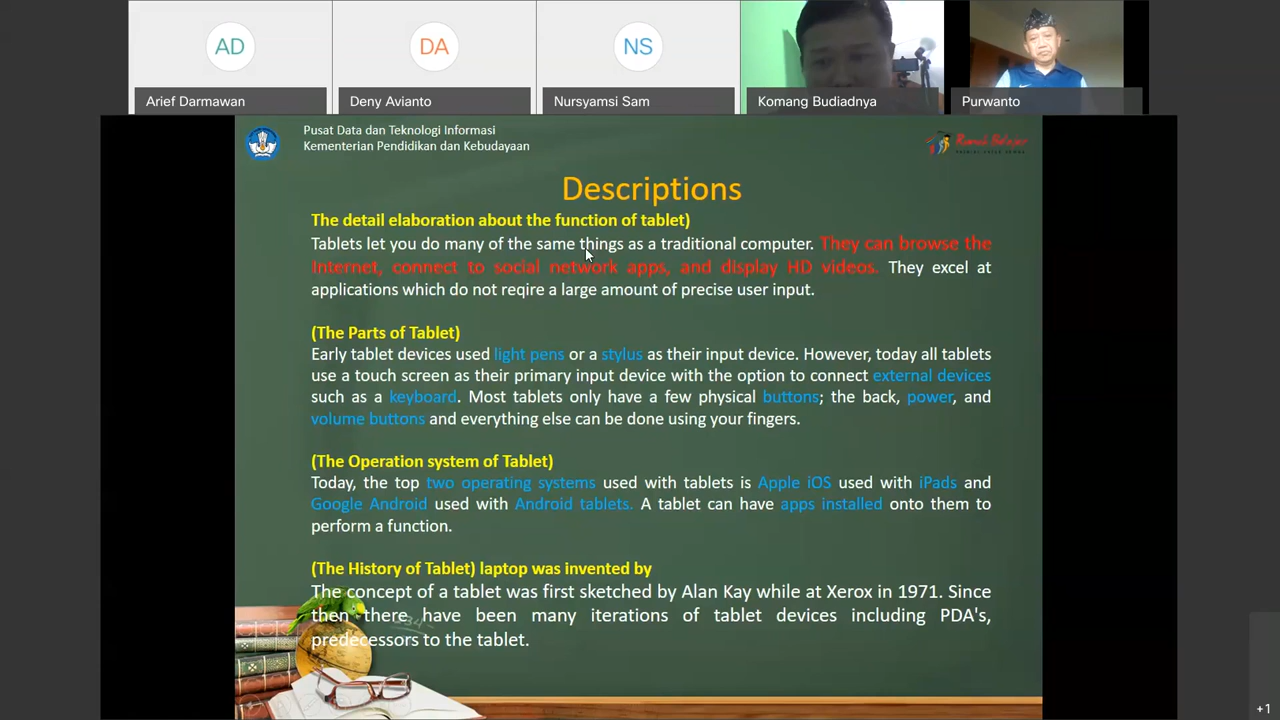 AD
DA
NS
Arief Darmawan
Deny Avianto
Nursyamsi Sam
Komang Budiadnya
Purwanto
Pusat Data dan Teknologi Informasi
Kementerian Pendidikan dan Kebudayaan
Rumah Belajar
Descriptions
The detail elaboration about the function of tablet)
Tablets let you do many of the same things as a traditional computer. They can browse the
Internet, connect to social network apps, and display HD videos. They excel at
applications which do not reqire a large amount of precise user input.
(The Parts of Tablet)
Early tablet devices used light pens or a stylus as their input device. However, today all tablets
use a touch screen as their primary input device with the option to connect external devices
such as a keyboard. Most tablets only have a few physical buttons; the back, power, and
volume buttons and everything else can be done using your fingers.
(The Operation system of Tablet)
Today, the top two operating systems used with tablets is Apple iOS used with iPads and
Google Android used with Android tablets. A tablet can have apps installed onto them to
perform a function.
(The History of Tablet) laptop was invented by
The concept of a tablet was first sketched by Alan Kay while at Xerox in 1971. Since
then there have been many iterations of tablet devices including PDA's,
predecessors to the tablet.
+1